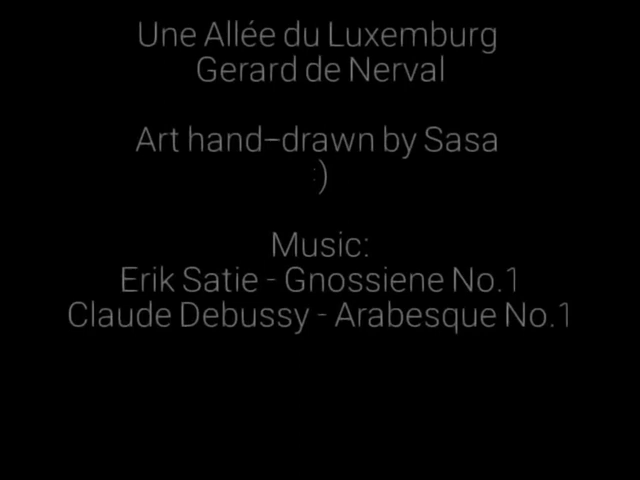 Une Allée du Luxemburg
Gerard de Nerval
Art hand-drawn by Sasa
:)
Music:
Erik Satie - Gnossiene No.1
Claude Debussy - Arabesque No.1